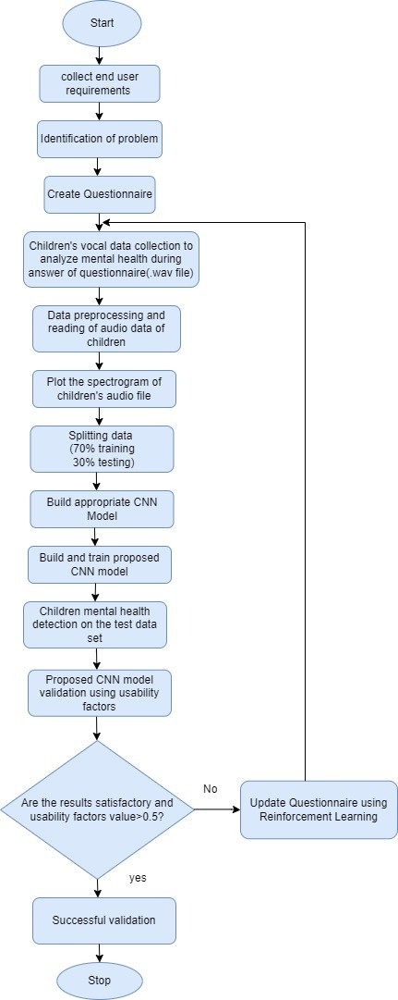 Start
collect end user
requirements
Identification of problem
Create Questionnaire
Children's vocal data collection to
analyze mental health during
answer of questionnaire(.wav file)
Data preprocessing and
reading of audio data of
children
Plot the spectrogram of
children's audio file
Splitting data
(70% training
30% testing)
Build appropriate CNN
Model
Build and train proposed
CNN model
Children mental health
detection on the test data
set
Proposed CNN model
validation using usability
factors
Are the results satisfactory and
usability factors value>0.5?
No
Update Questionnaire using
Reinforcement Learning
yes
Successful validation
Stop